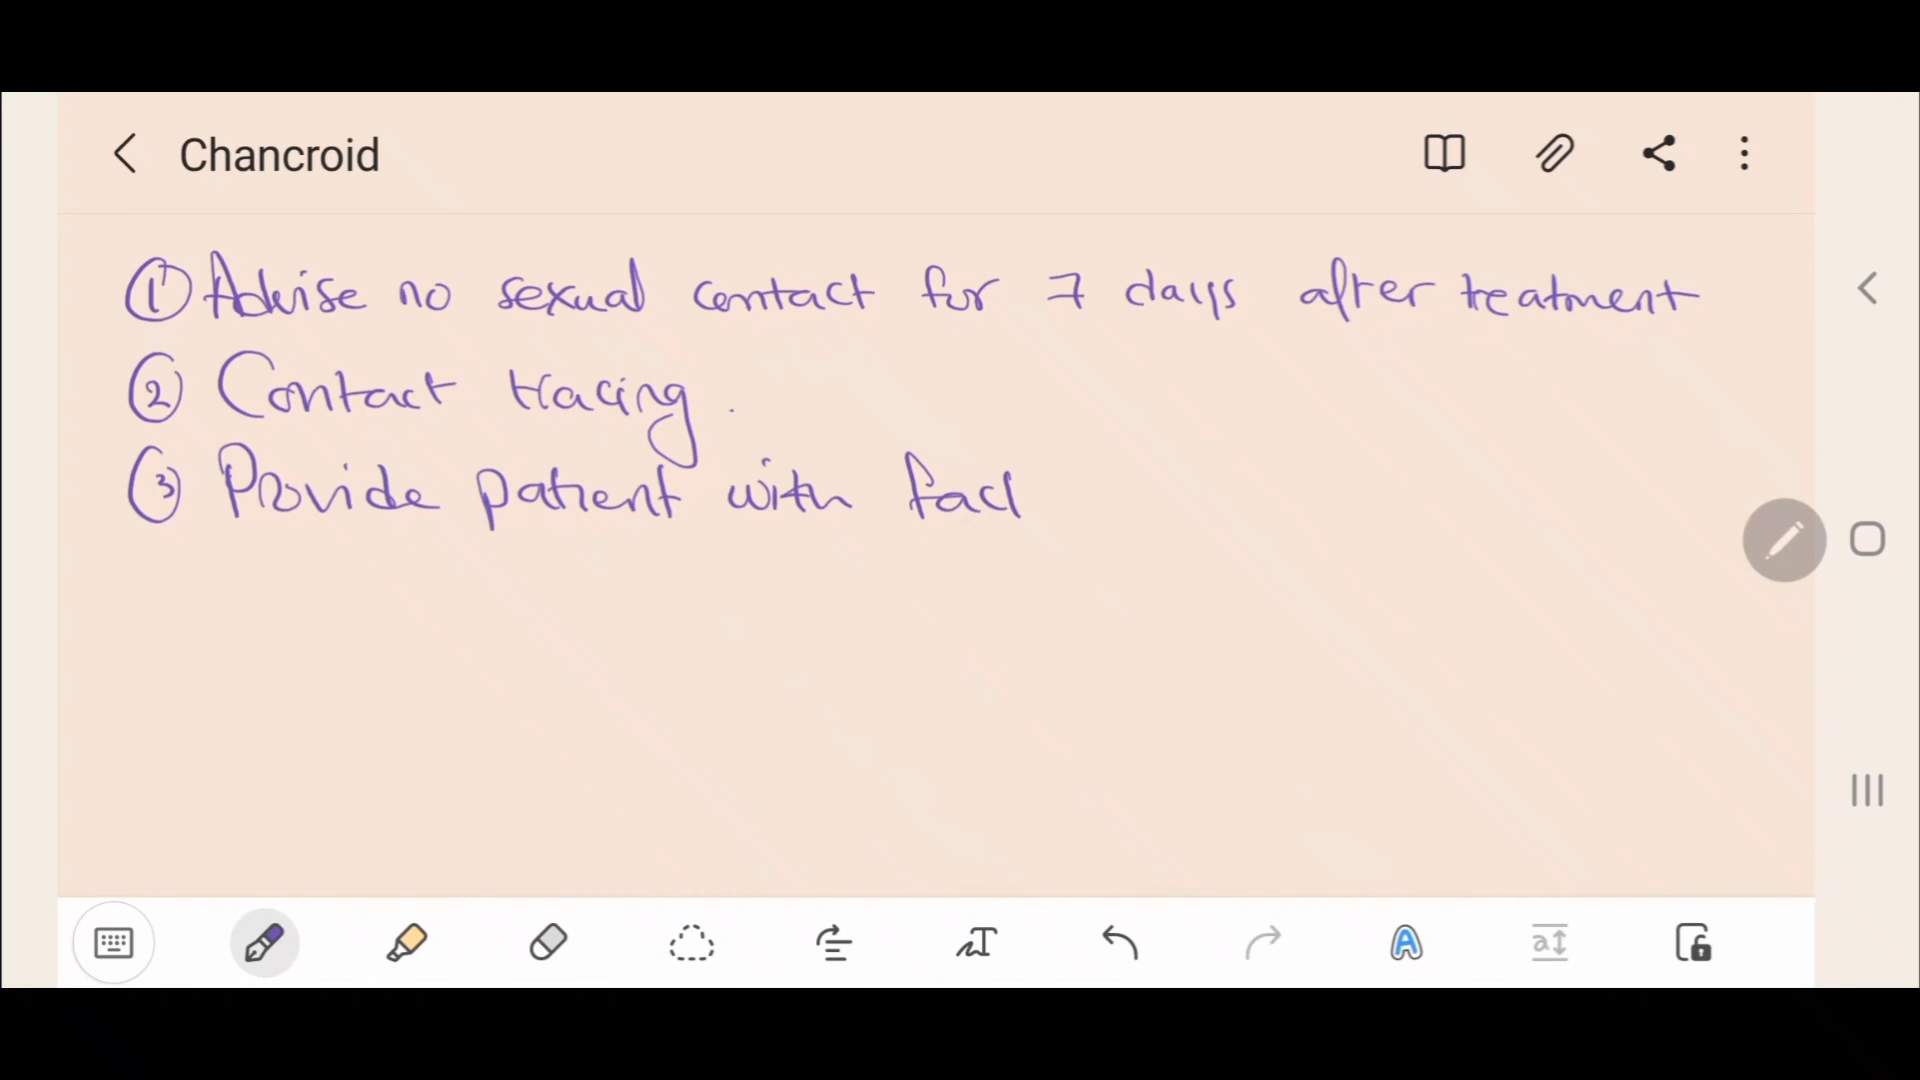 Chancroid
① Advise no sexual contact for 7 days after treatment
② Contact tracing.
③ Provide patient with fact